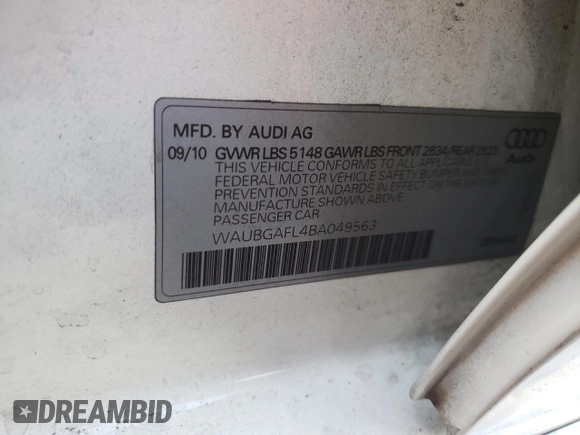 MFD. BY AUDI AG
09/10 GVWR LBS 5148 GAWR LBS FRONT 2634/REAR
THIS VEHICLE CONFORMS TO ALL APPLICABLE
FEDERAL MOTOR VEHICLE SAFETY BUMPER AND THEFT
PREVENTION STANDARDS IN EFFECT ON THE DATE OF
MANUFACTURE SHOWN ABOVE
PASSENGER CAR
WAUBGAFL4BA049563
Audi
DREAMBID